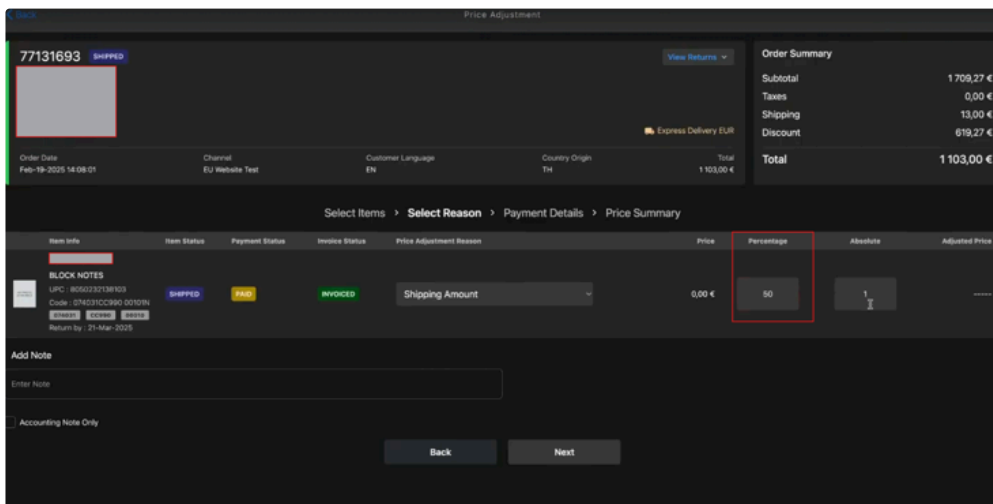 Back
Price Adjustment
77131693 SHIPPED
View Returns
Express Delivery EUR
Order Date
Feb-19-2025 14:08:01
Channel
EU Website Test
Customer Language
EN
Country Origin
TH
Total
1 103,00 €
Order Summary
Subtotal 1 709,27 €
Taxes 0,00 €
Shipping 13,00 €
Discount 619,27 €
Total 1 103,00 €
Select Items > Select Reason > Payment Details > Price Summary
Item Info Item Status Payment Status Invoice Status Price Adjustment Reason Price Percentage Absolute Adjusted Price
BLOCK NOTES
UPC : 8050232138103
Code : 074031CC990 00101N
Return by : 21-Mar-2025
SHIPPED PAID INVOICED Shipping Amount 0,00 € 50 1 -----
Add Note
Enter Note
Accounting Note Only
Back Next